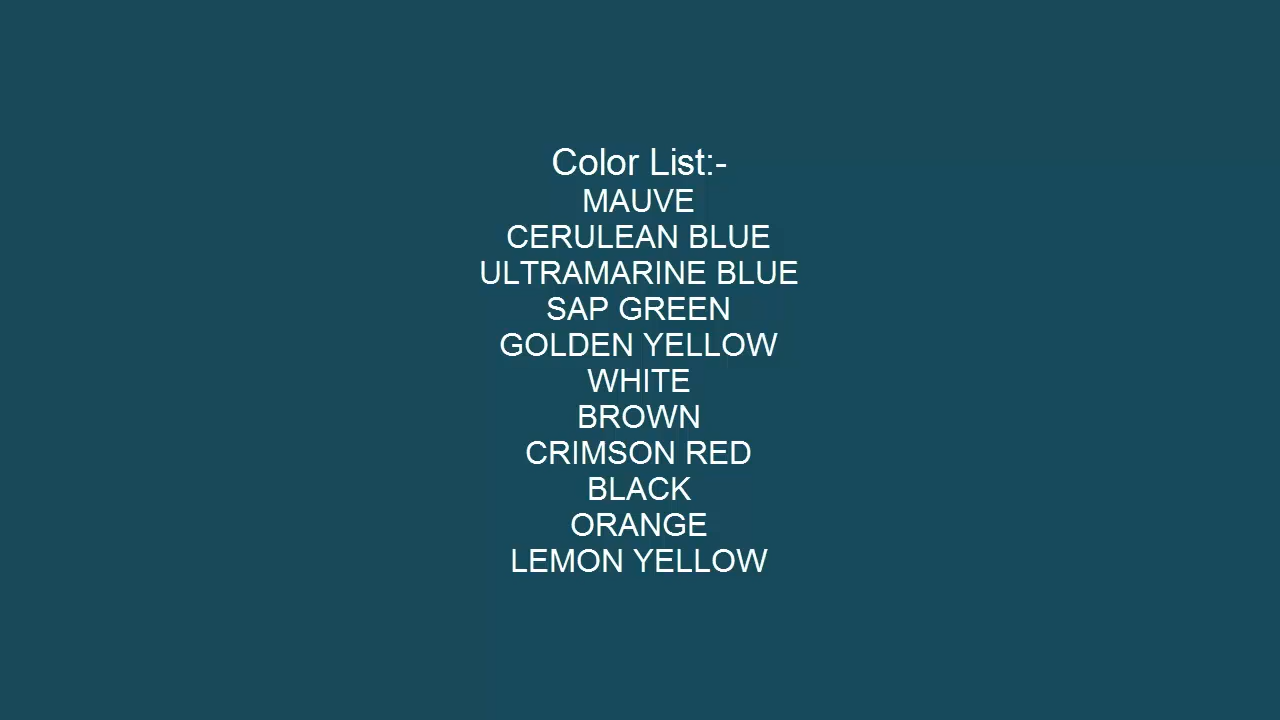 Color List:-
MAUVE
CERULEAN BLUE
ULTRAMARINE BLUE
SAP GREEN
GOLDEN YELLOW
WHITE
BROWN
CRIMSON RED
BLACK
ORANGE
LEMON YELLOW